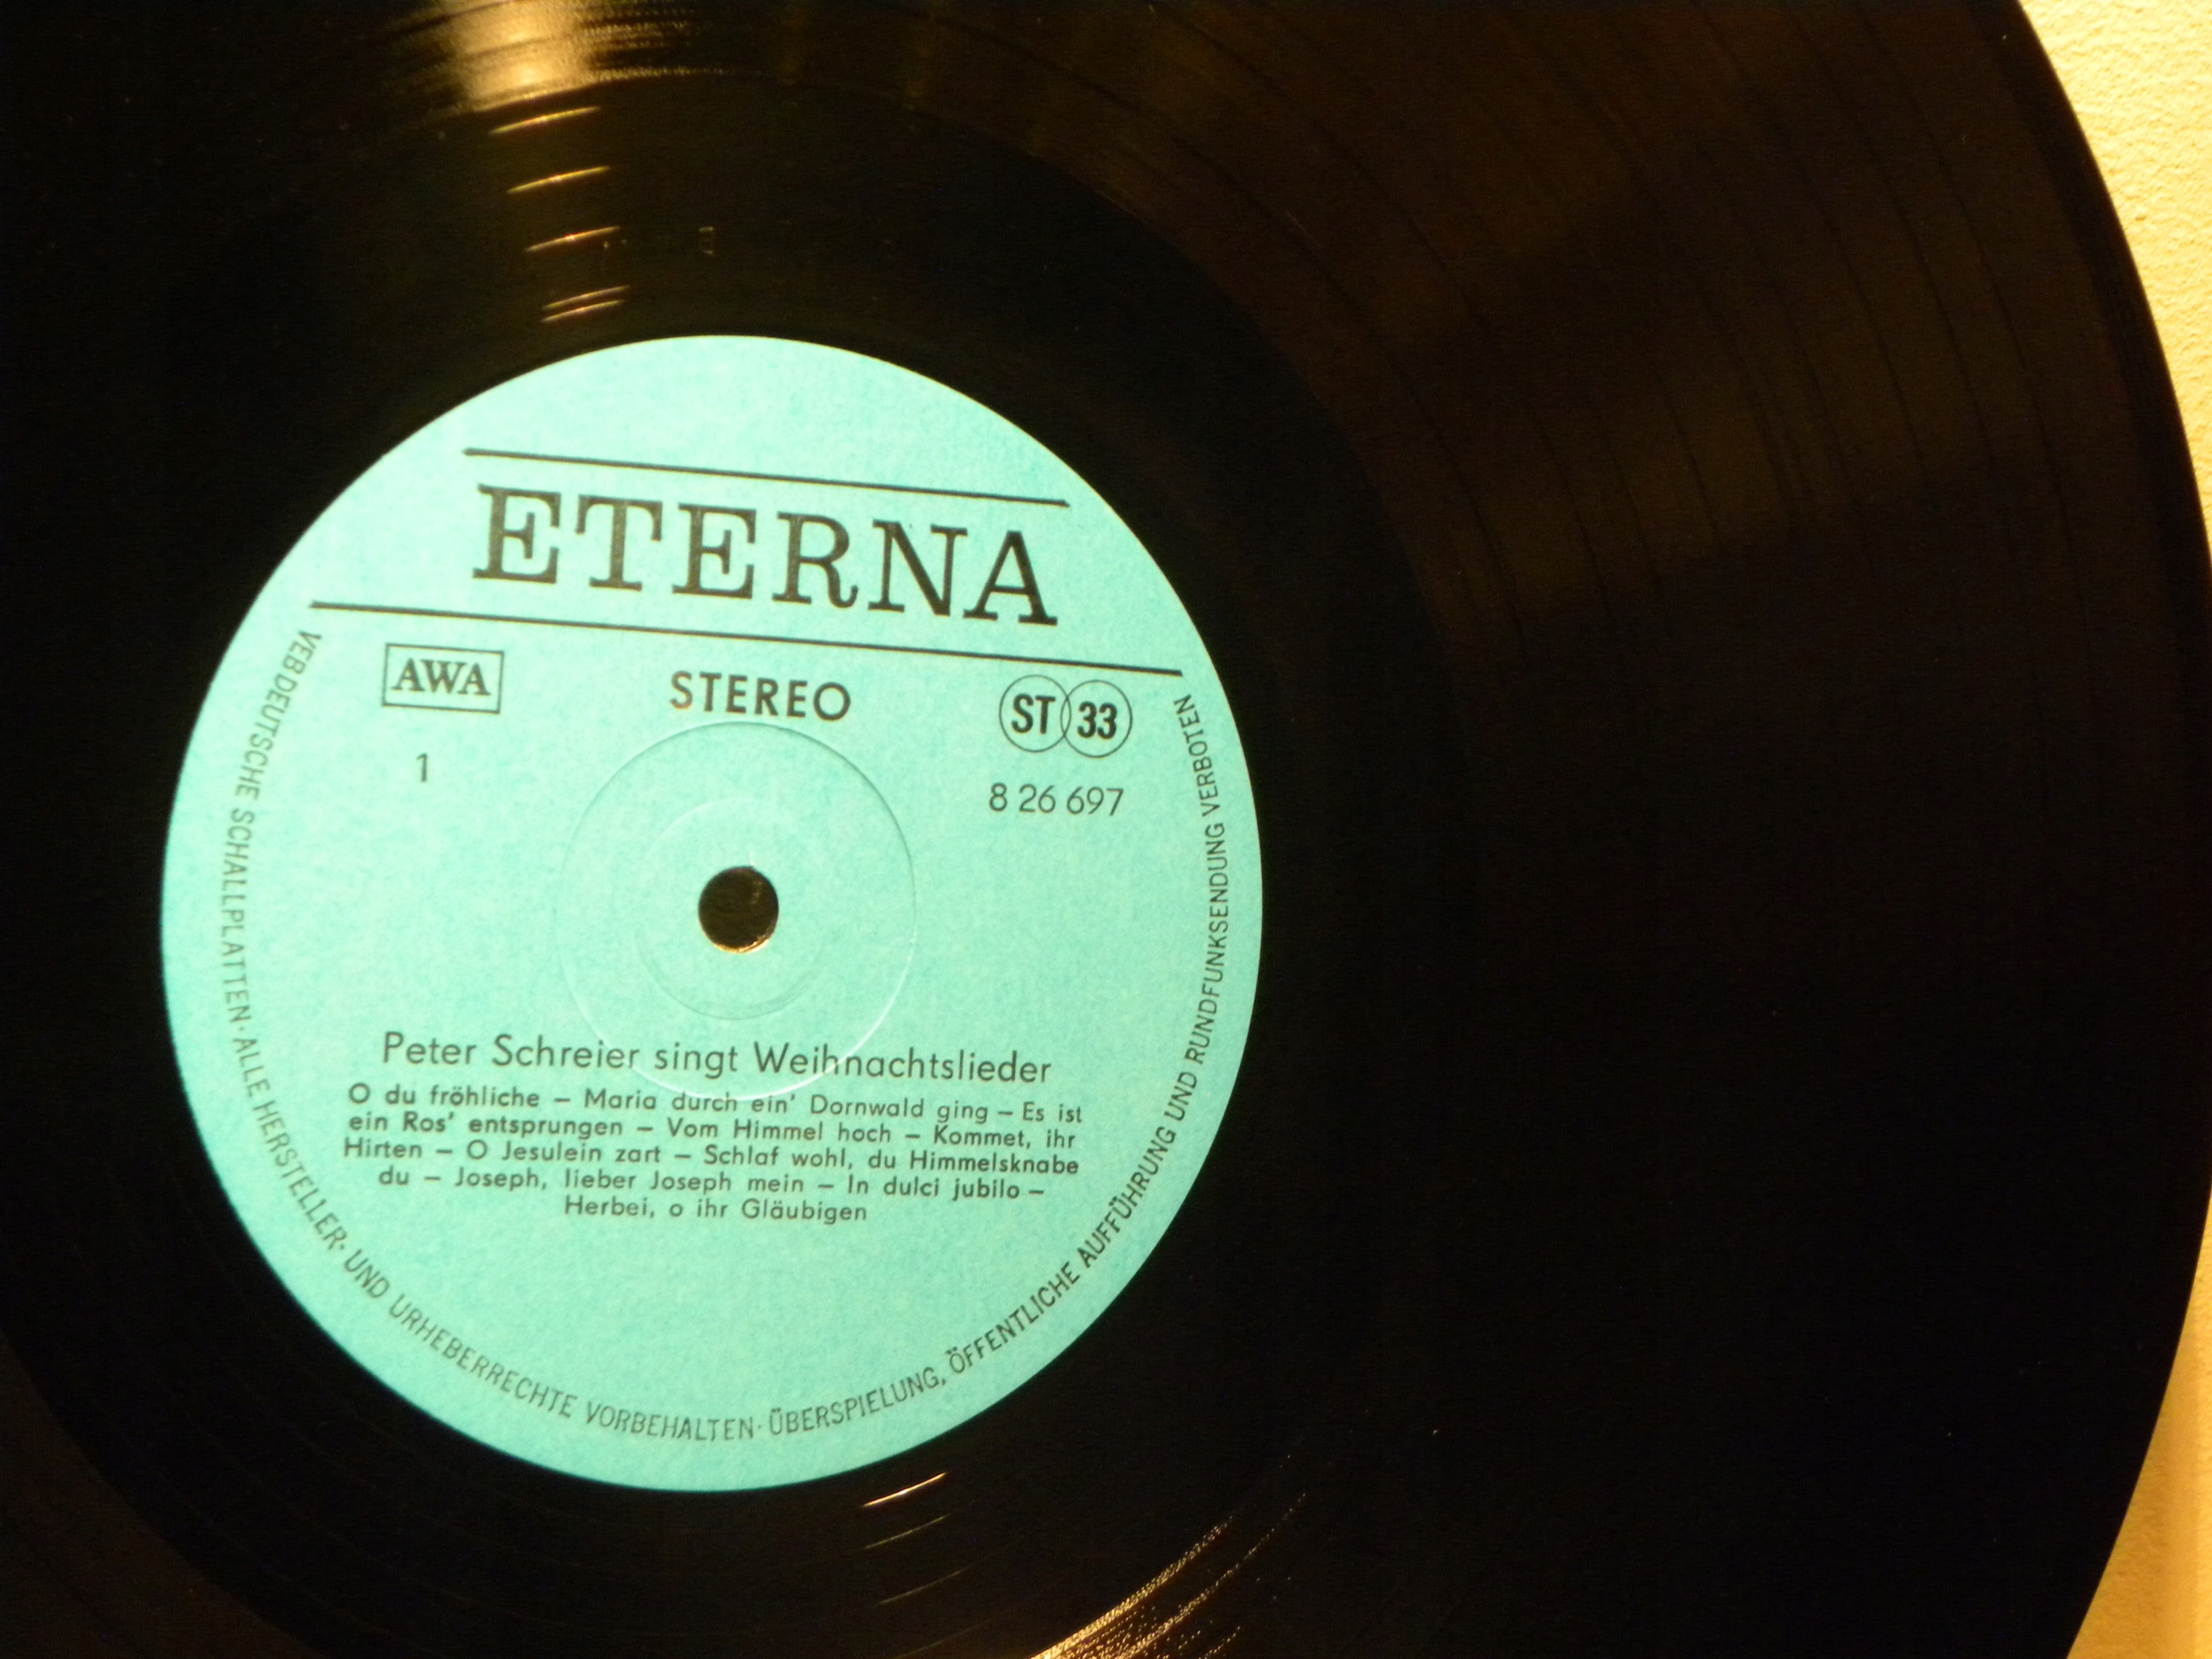 ETERNA
AWA
STEREO
ST 33
1
8 26 697
Peter Schreier singt Weihnachtslieder
O du fröhliche – Maria durch ein' Dornwald ging – Es ist
ein Ros' entsprungen – Vom Himmel hoch – Kommet, ihr
Hirten – O Jesulein zart – Schlaf wohl, du Himmelsknabe
du – Joseph, lieber Joseph mein – In dulci jubilo –
Herbei, o ihr Gläubigen
VEB DEUTSCHE SCHALLPLATTEN · ALLE HERSTELLER- UND URHEBERRECHTE VORBEHALTEN · ÜBERSPIELUNG, ÖFFENTLICHE AUFFÜHRUNG UND RUNDFUNKSENDUNG VERBOTEN